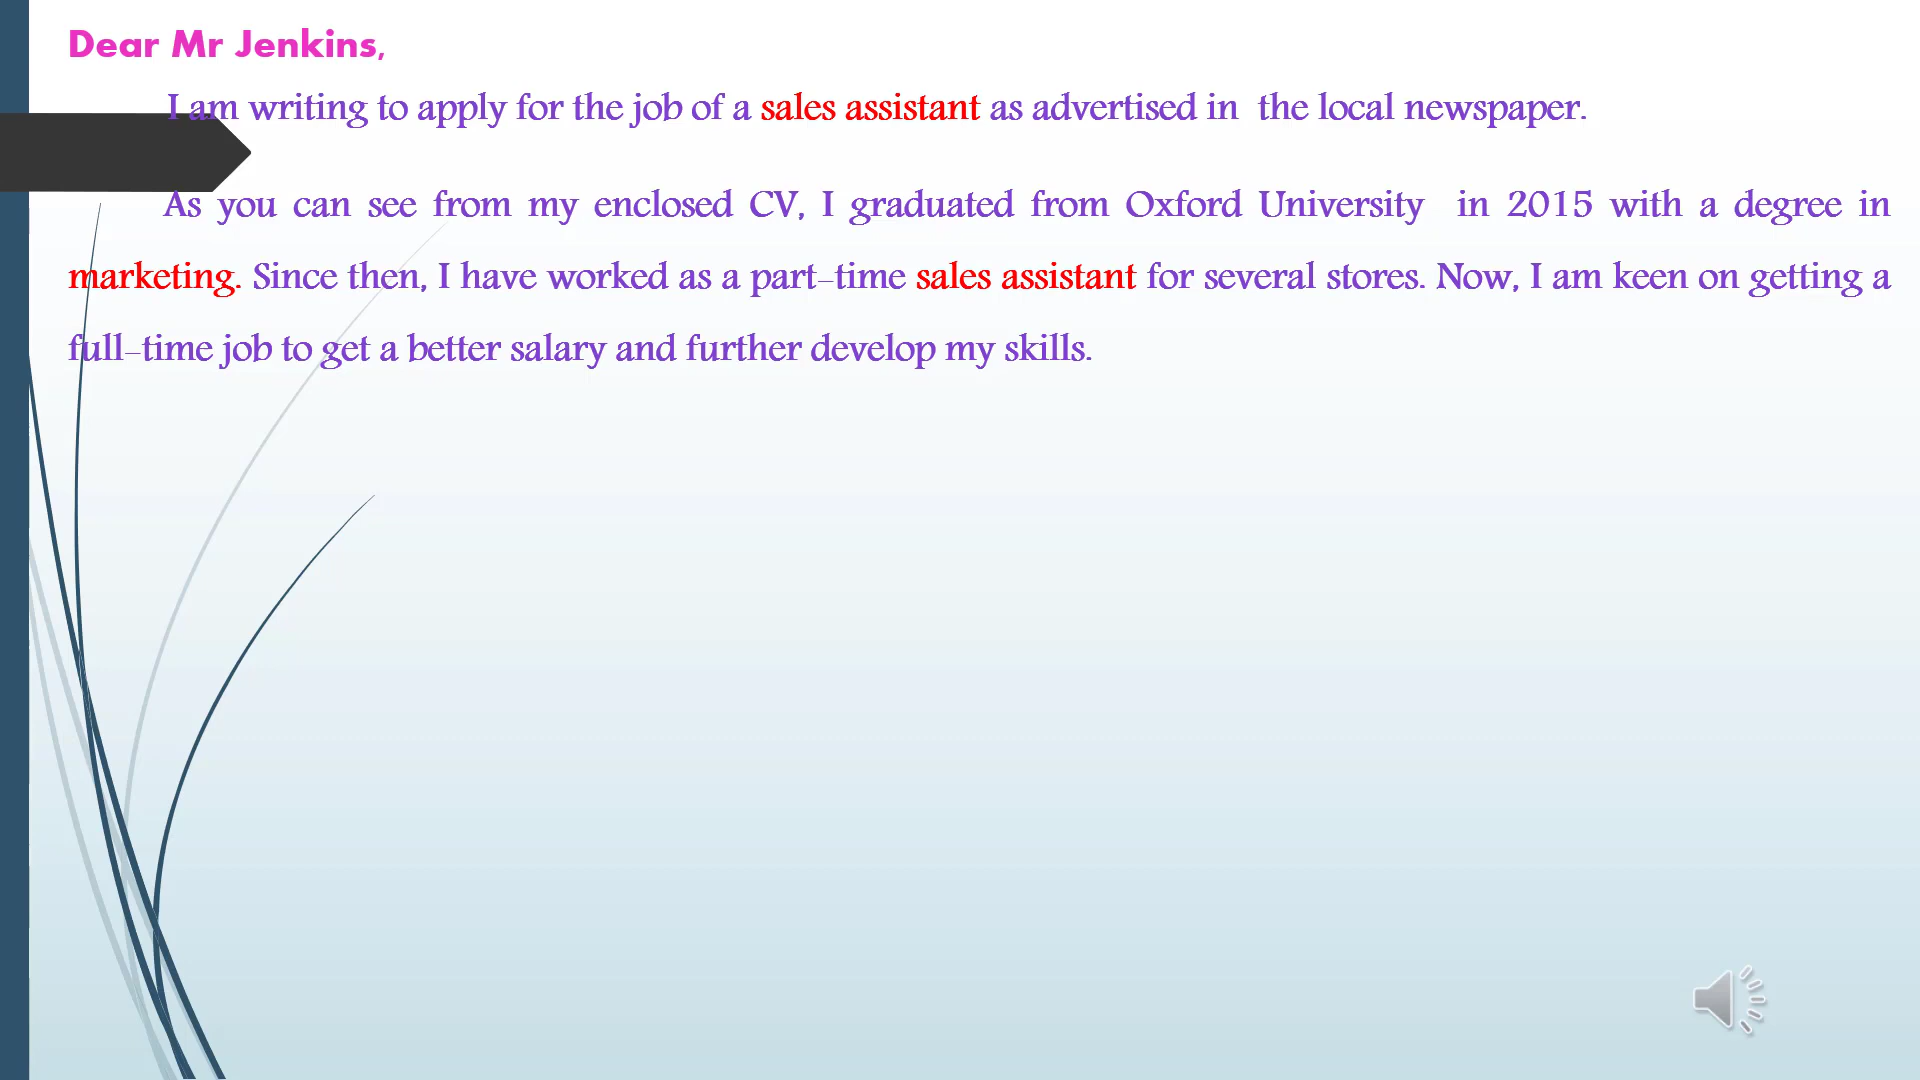 Dear Mr Jenkins,
I am writing to apply for the job of a sales assistant as advertised in the local newspaper.
As you can see from my enclosed CV, I graduated from Oxford University in 2015 with a degree in
marketing. Since then, I have worked as a part-time sales assistant for several stores. Now, I am keen on getting a
full-time job to get a better salary and further develop my skills.